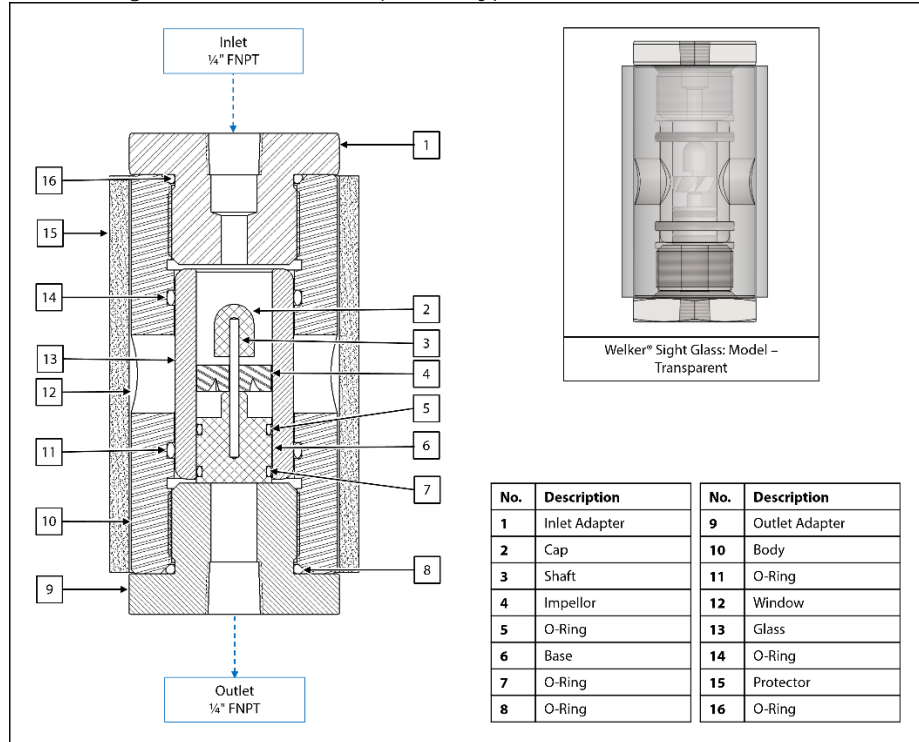 Inlet
¼" FNPT
1
16
15
14
2
3
13
4
12
5
11
6
7
10
8
9
Outlet
¼" FNPT
Welker® Sight Glass: Model –
Transparent
No. Description No. Description
1 Inlet Adapter 9 Outlet Adapter
2 Cap 10 Body
3 Shaft 11 O-Ring
4 Impellor 12 Window
5 O-Ring 13 Glass
6 Base 14 O-Ring
7 O-Ring 15 Protector
8 O-Ring 16 O-Ring